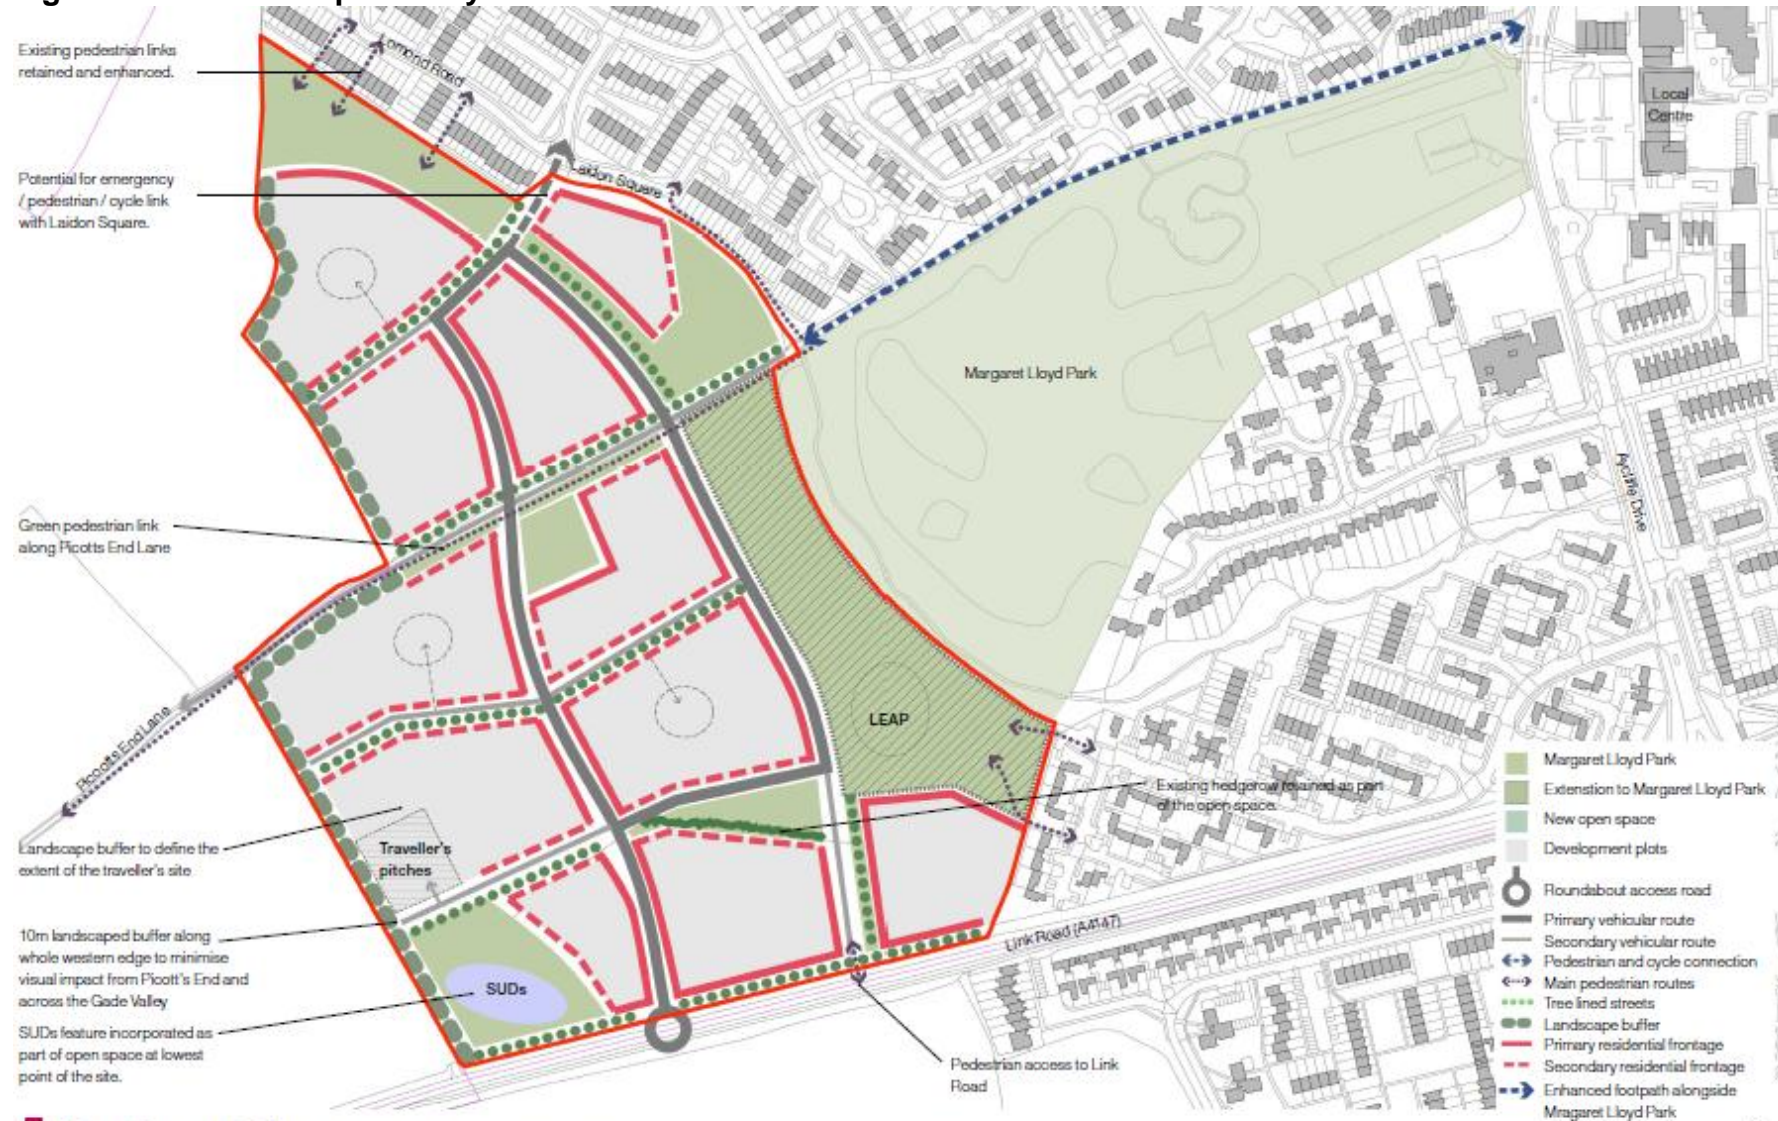 Existing pedestrian links
retained and enhanced.
Lomond Road
Local
Centre
Potential for emergency
/ pedestrian / cycle link
with Laidon Square.
Laidon Square
Margaret Lloyd Park
Aycliffe Drive
Green pedestrian link
along Picotts End Lane
Picotts End Lane
LEAP
Existing hedgerow retained as part
of the open space.
Landscape buffer to define the
extent of the traveller's site
Traveller's
pitches
10m landscaped buffer along
whole western edge to minimise
visual impact from Picott's End and
across the Gade Valley
Link Road (A4147)
SUDs
SUDs feature incorporated as
part of open space at lowest
point of the site.
Pedestrian access to Link
Road
Margaret Lloyd Park
Extenstion to Margaret Lloyd Park
New open space
Development plots
Roundabout access road
Primary vehicular route
Secondary vehicular route
Pedestrian and cycle connection
Main pedestrian routes
Tree lined streets
Landscape buffer
Primary residential frontage
Secondary residential frontage
Enhanced footpath alongside
Mragaret Lloyd Park